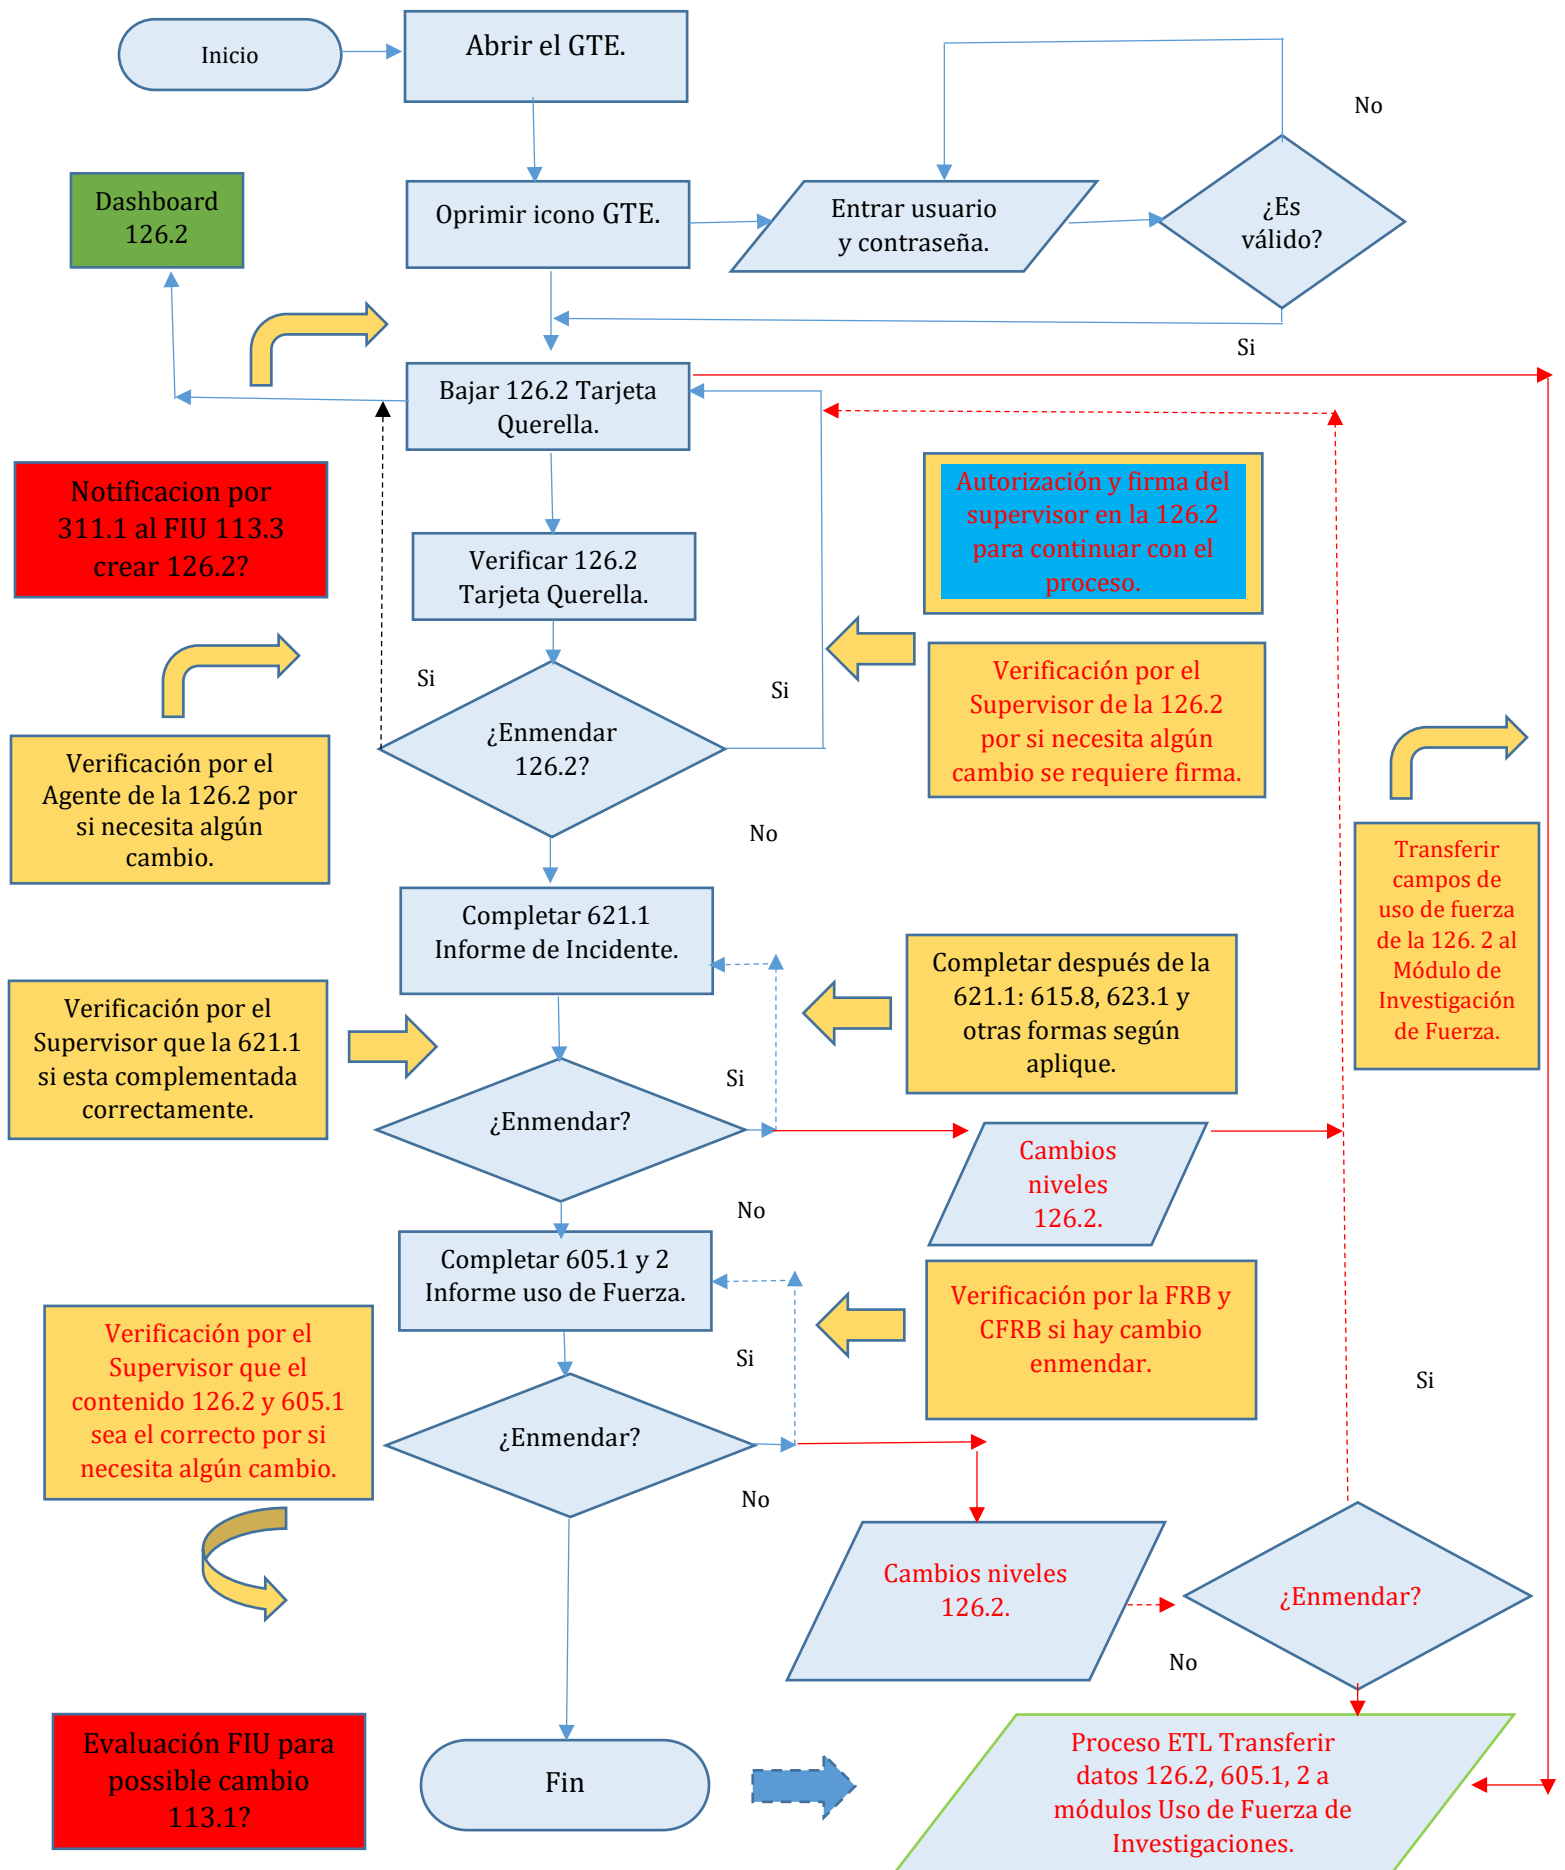 Inicio
Abrir el GTE.
No
Dashboard
126.2
Oprimir icono GTE.
Entrar usuario
y contraseña.
¿Es
válido?
Si
Bajar 126.2 Tarjeta
Querella.
Notificacion por
311.1 al FIU 113.3
crear 126.2?
Autorización y firma del
supervisor en la 126.2
para continuar con el
proceso.
Verificar 126.2
Tarjeta Querella.
Si
Si
Verificación por el
Supervisor de la 126.2
por si necesita algún
cambio se requiere firma.
¿Enmendar
126.2?
Verificación por el
Agente de la 126.2 por
si necesita algún
cambio.
No
Transferir
campos de
uso de fuerza
de la 126. 2 al
Módulo de
Investigación
de Fuerza.
Completar 621.1
Informe de Incidente.
Completar después de la
621.1: 615.8, 623.1 y
otras formas según
aplique.
Verificación por el
Supervisor que la 621.1
si esta complementada
correctamente.
Si
¿Enmendar?
Cambios
niveles
126.2.
No
Completar 605.1 y 2
Informe uso de Fuerza.
Verificación por la FRB y
CFRB si hay cambio
enmendar.
Verificación por el
Supervisor que el
contenido 126.2 y 605.1
sea el correcto por si
necesita algún cambio.
Si
Si
¿Enmendar?
No
Cambios niveles
126.2.
¿Enmendar?
No
Evaluación FIU para
possible cambio
113.1?
Fin
Proceso ETL Transferir
datos 126.2, 605.1, 2 a
módulos Uso de Fuerza de
Investigaciones.